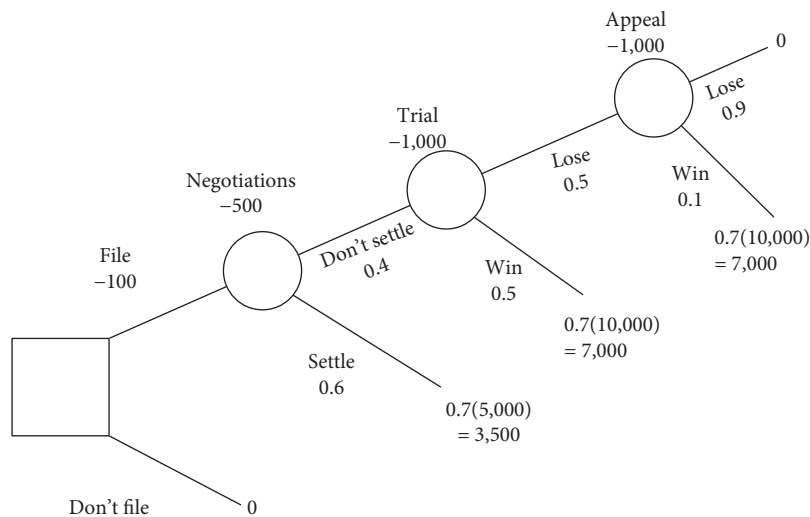 Appeal
−1,000
0
Lose
0.9
Trial
−1,000
Lose
0.5
Win
0.1
0.7(10,000)
= 7,000
Negotiations
−500
Don't settle
0.4
Win
0.5
0.7(10,000)
= 7,000
File
−100
Settle
0.6
0.7(5,000)
= 3,500
Don't file
0